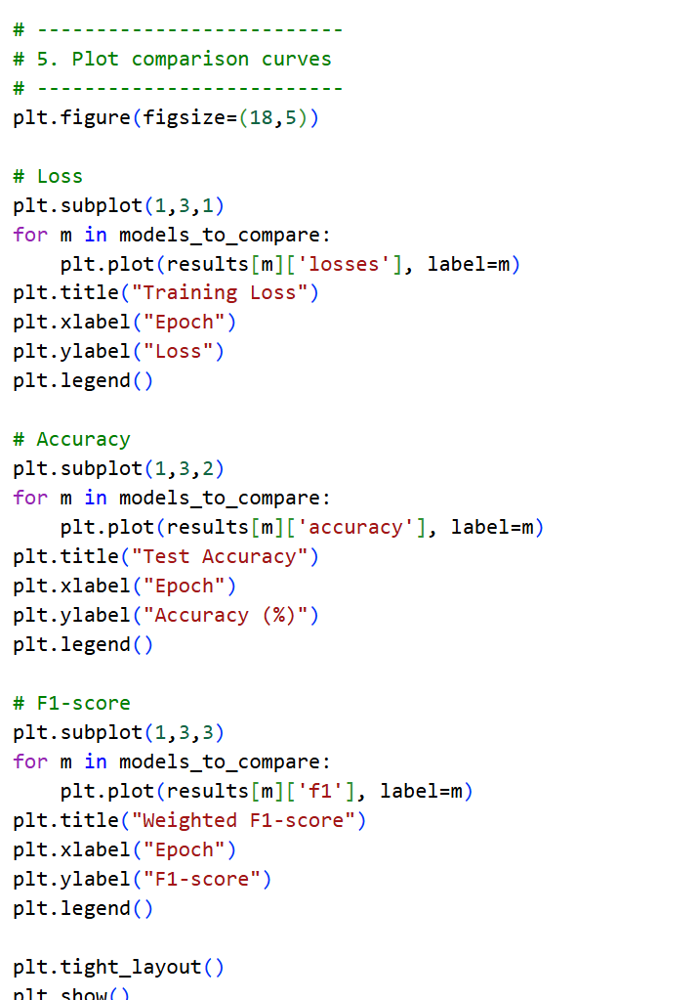 # --------------------------
# 5. Plot comparison curves
# --------------------------
plt.figure(figsize=(18,5))

# Loss
plt.subplot(1,3,1)
for m in models_to_compare:
    plt.plot(results[m]['losses'], label=m)
plt.title("Training Loss")
plt.xlabel("Epoch")
plt.ylabel("Loss")
plt.legend()

# Accuracy
plt.subplot(1,3,2)
for m in models_to_compare:
    plt.plot(results[m]['accuracy'], label=m)
plt.title("Test Accuracy")
plt.xlabel("Epoch")
plt.ylabel("Accuracy (%)")
plt.legend()

# F1-score
plt.subplot(1,3,3)
for m in models_to_compare:
    plt.plot(results[m]['f1'], label=m)
plt.title("Weighted F1-score")
plt.xlabel("Epoch")
plt.ylabel("F1-score")
plt.legend()

plt.tight_layout()
plt.show()